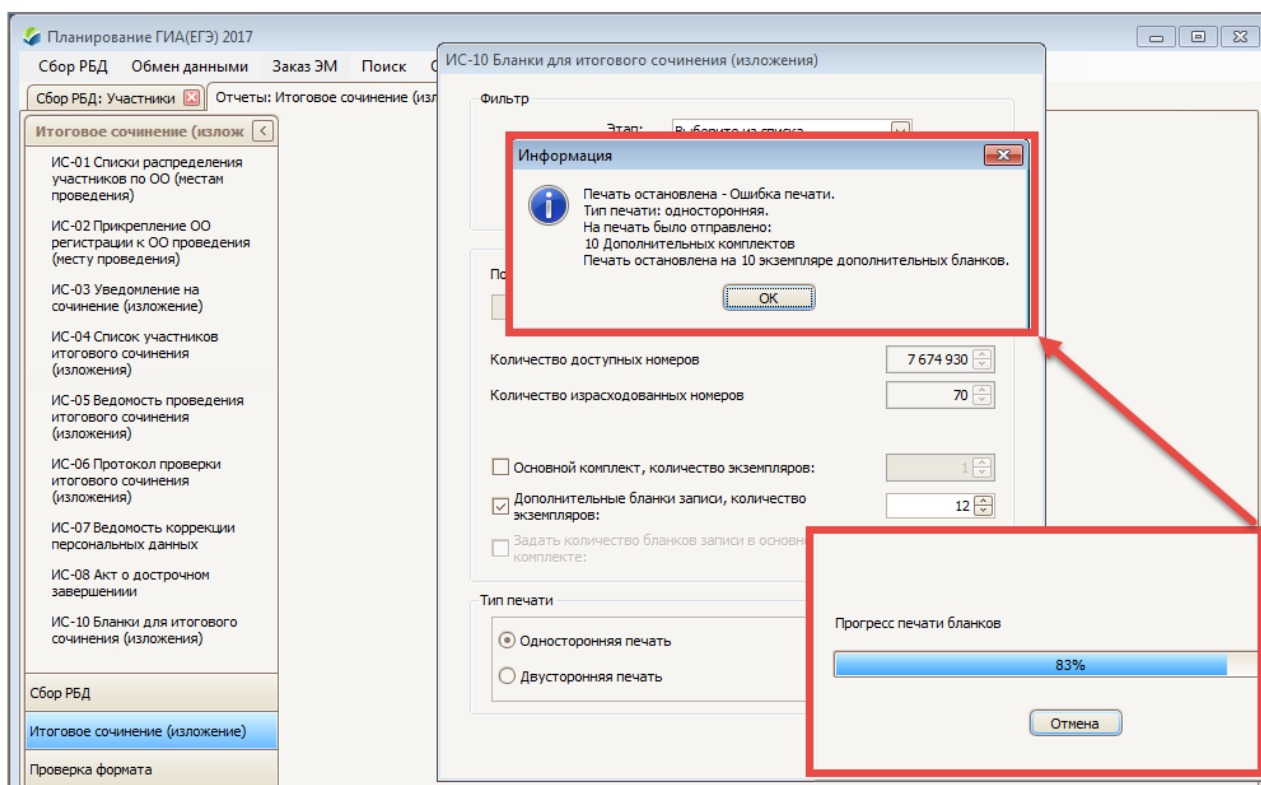 Планирование ГИА(ЕГЭ) 2017
Сбор РБД Обмен данными Заказ ЭМ Поиск
Сбор РБД: Участники Отчеты: Итоговое сочинение (изл
Итоговое сочинение (излож
ИС-01 Списки распределения
участников по ОО (местам
проведения)
ИС-02 Прикрепление ОО
регистрации к ОО проведения
(месту проведения)
ИС-03 Уведомление на
сочинение (изложение)
ИС-04 Список участников
итогового сочинения
(изложения)
ИС-05 Ведомость проведения
итогового сочинения
(изложения)
ИС-06 Протокол проверки
итогового сочинения
(изложения)
ИС-07 Ведомость коррекции
персональных данных
ИС-08 Акт о дострочном
завершениии
ИС-10 Бланки для итогового
сочинения (изложения)
Сбор РБД
Итоговое сочинение (изложение)
Проверка формата
ИС-10 Бланки для итогового сочинения (изложения)
Фильтр
Этап: Выберите из списка
Информация
Печать остановлена - Ошибка печати.
Тип печати: односторонняя.
На печать было отправлено:
10 Дополнительных комплектов
Печать остановлена на 10 экземпляре дополнительных бланков.
OK
Количество доступных номеров 7 674 930
Количество израсходованных номеров 70
Основной комплект, количество экземпляров: 1
Дополнительные бланки записи, количество
экземпляров: 12
Задать количество бланков записи в основно
комплекте:
Тип печати
Односторонняя печать
Двусторонняя печать
Прогресс печати бланков
83%
Отмена